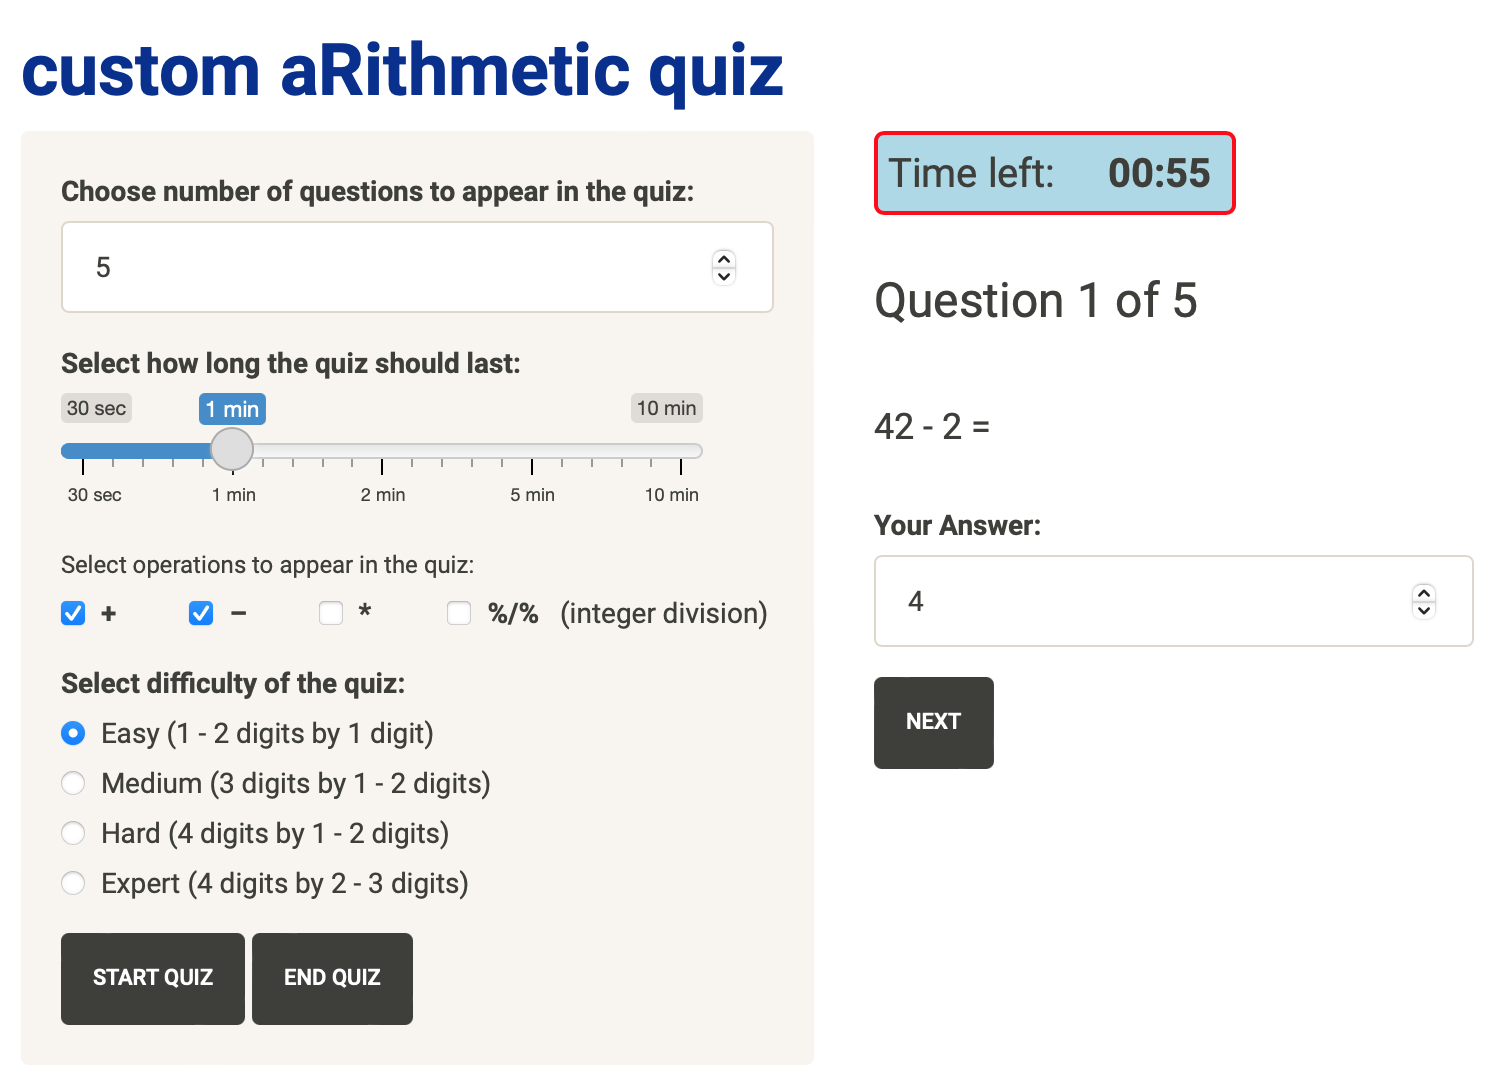 custom aRithmetic quiz
Choose number of questions to appear in the quiz:
5
Select how long the quiz should last:
30 sec 1 min 10 min
30 sec 1 min 2 min 5 min 10 min
Select operations to appear in the quiz:
+ − * %/% (integer division)
Select difficulty of the quiz:
Easy (1 - 2 digits by 1 digit)
Medium (3 digits by 1 - 2 digits)
Hard (4 digits by 1 - 2 digits)
Expert (4 digits by 2 - 3 digits)
START QUIZ END QUIZ
Time left: 00:55
Question 1 of 5
42 - 2 =
Your Answer:
4
NEXT